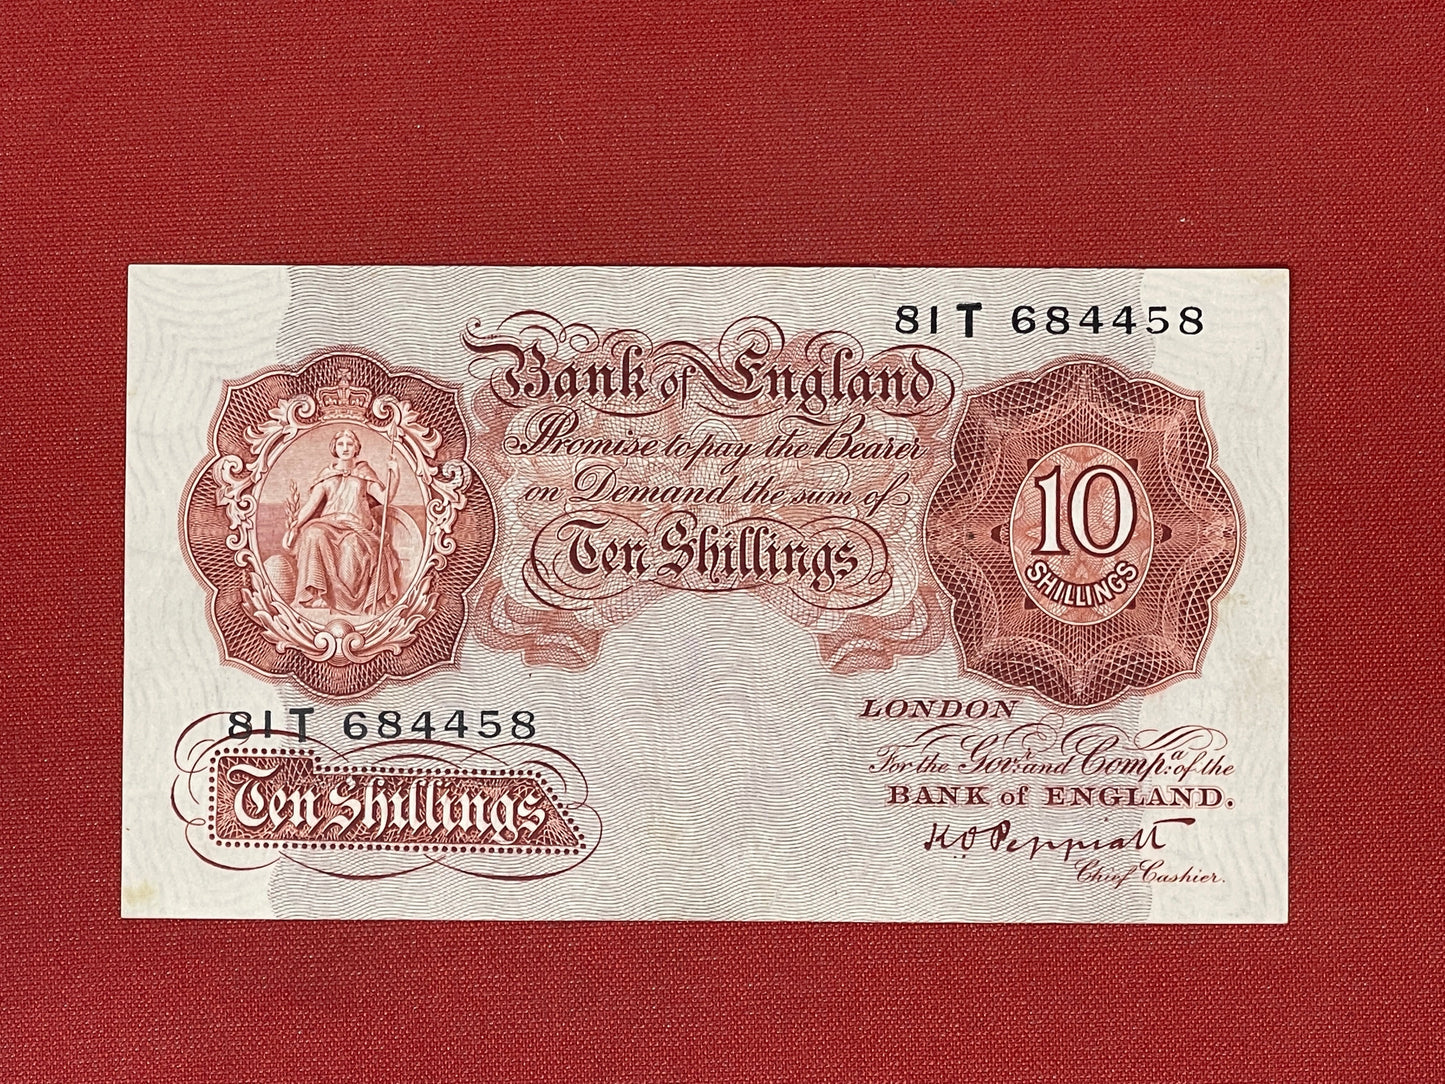 81T 684458
Bank of England
Promise to pay the Bearer
on Demand the sum of
Ten Shillings
10
SHILLINGS
81T 684458
Ten Shillings
LONDON
For the Gov.r and Comp.a of the
BANK of ENGLAND.
K.O. Peppiatt
Chief Cashier.